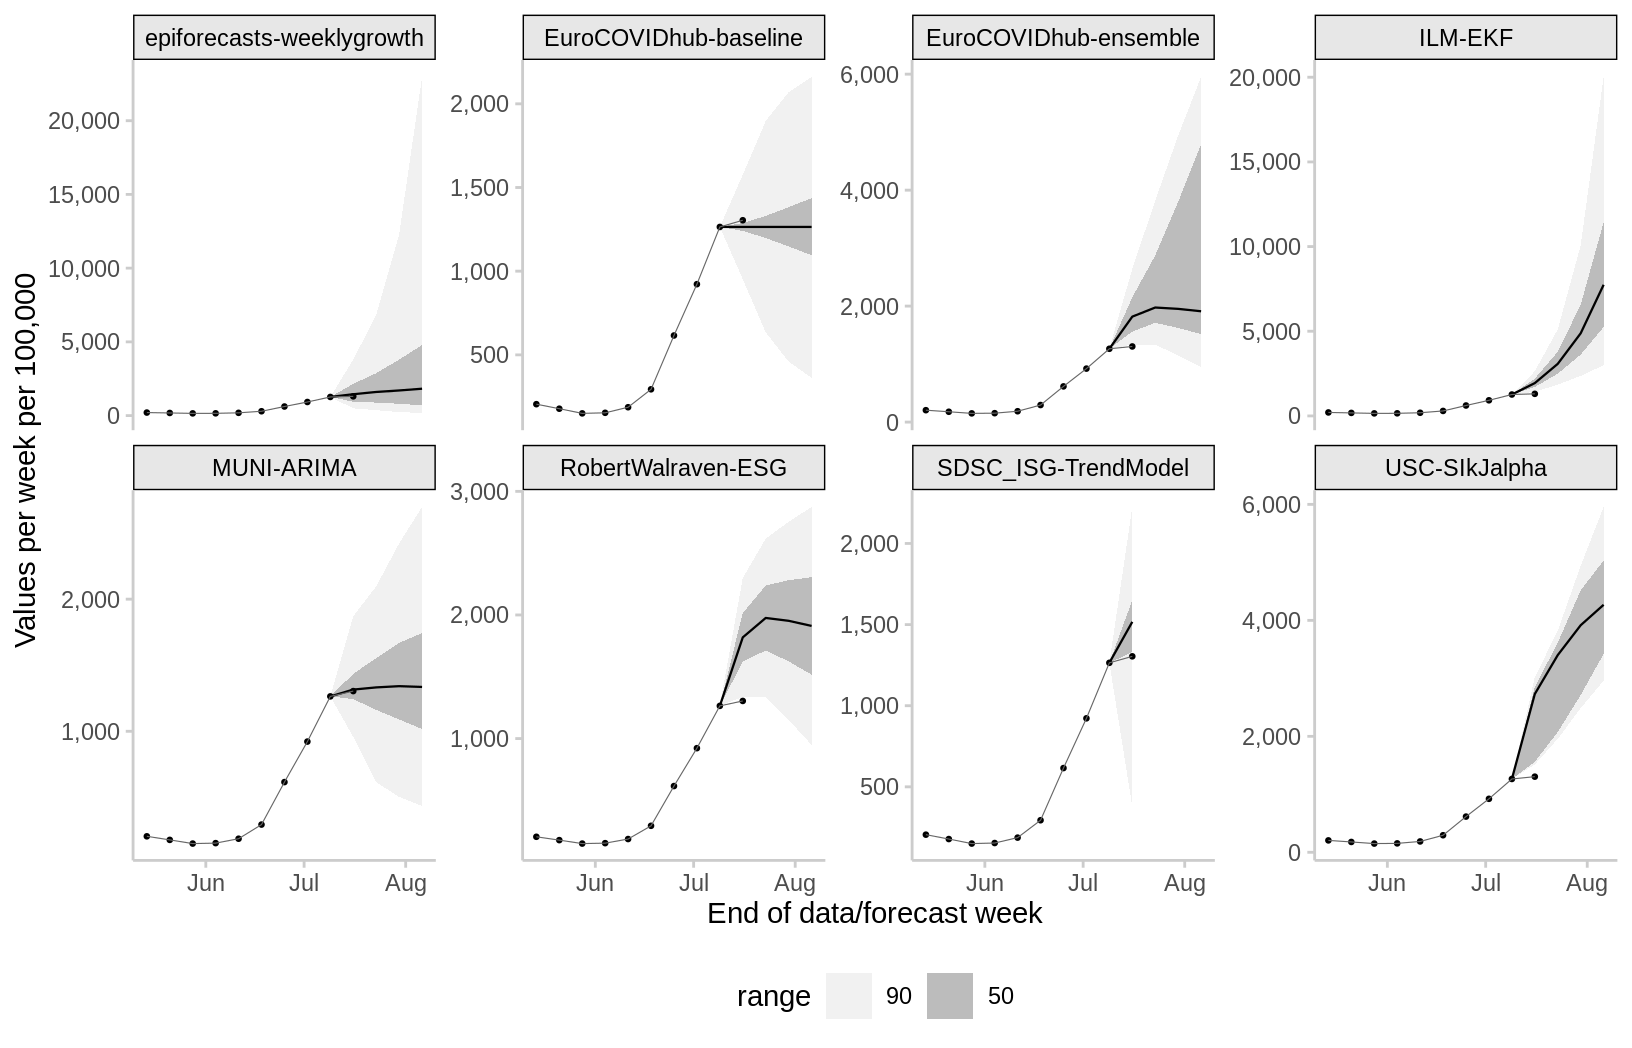 epiforecasts-weeklygrowth
EuroCOVIDhub-baseline
EuroCOVIDhub-ensemble
ILM-EKF
20,000
15,000
10,000
5,000
0
2,000
1,500
1,000
500
6,000
4,000
2,000
0
20,000
15,000
10,000
5,000
0
MUNI-ARIMA
RobertWalraven-ESG
SDSC_ISG-TrendModel
USC-SIkJalpha
2,000
1,000
3,000
2,000
1,000
2,000
1,500
1,000
500
6,000
4,000
2,000
0
Jun Jul Aug
Jun Jul Aug
Jun Jul Aug
Jun Jul Aug
Values per week per 100,000
End of data/forecast week
range 90 50